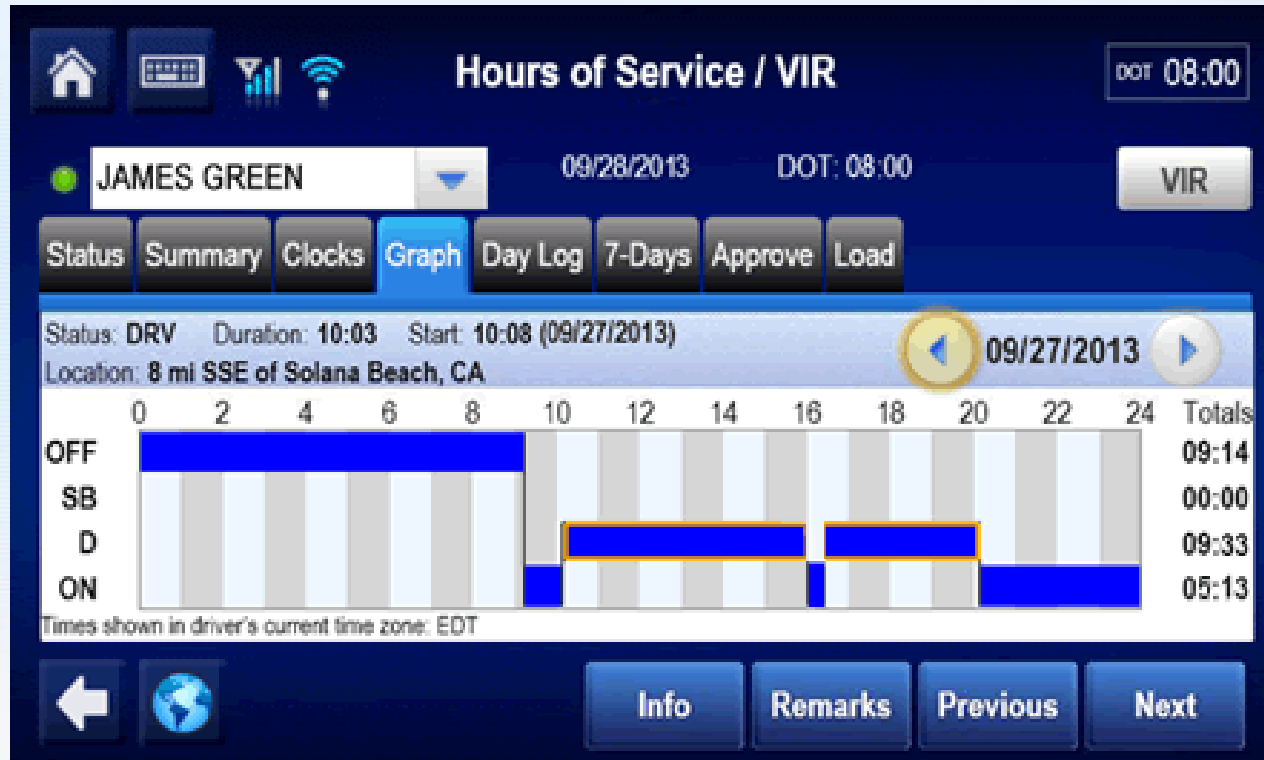 Hours of Service / VIR DOT 08:00
JAMES GREEN 09/28/2013 DOT: 08:00 VIR
Status Summary Clocks Graph Day Log 7-Days Approve Load
Status: DRV Duration: 10:03 Start: 10:08 (09/27/2013)
09/27/2013
Location: 8 mi SSE of Solana Beach, CA
0 2 4 6 8 10 12 14 16 18 20 22 24 Totals
OFF 09:14
SB 00:00
D 09:33
ON 05:13
Times shown in driver's current time zone: EDT
Info Remarks Previous Next